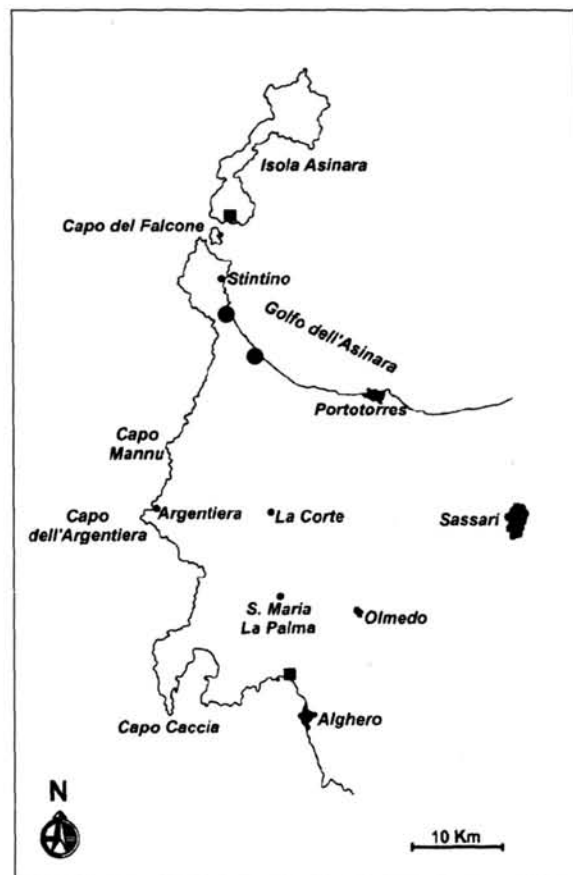 Isola Asinara
Capo del Falcone
Stintino
Golfo dell'Asinara
Portotorres
Capo
Mannu
Argentiera
La Corte
Capo
dell'Argentiera
Sassari
S. Maria
La Palma
Olmedo
Capo Caccia
Alghero
N
10 Km